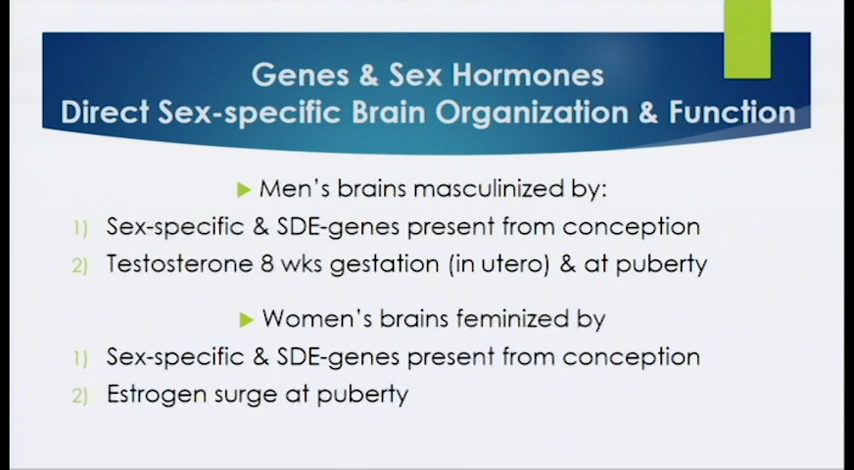 Genes & Sex Hormones
Direct Sex-specific Brain Organization & Function
Men's brains masculinized by:
1) Sex-specific & SDE-genes present from conception
2) Testosterone 8 wks gestation (in utero) & at puberty
Women's brains feminized by
1) Sex-specific & SDE-genes present from conception
2) Estrogen surge at puberty